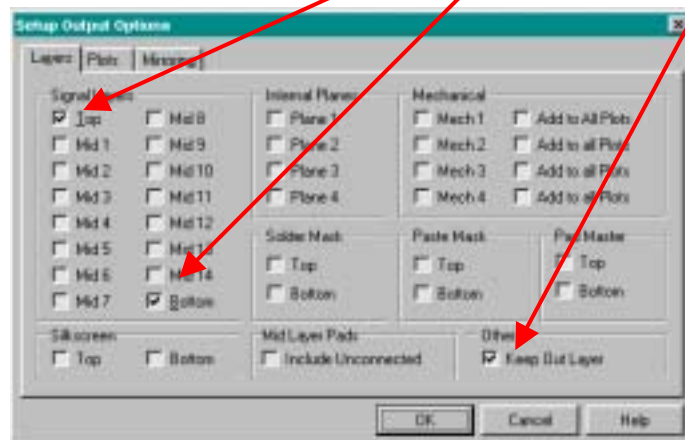 Setup Output Options
Layers Plots Mirroring
Signal Layers Internal Planes Mechanical
Top Mid 8 Plane 1 Mech 1 Add to All Plots
Mid 1 Mid 9 Plane 2 Mech 2 Add to all Plots
Mid 2 Mid 10 Plane 3 Mech 3 Add to all Plots
Mid 3 Mid 11 Plane 4 Mech 4 Add to all Plots
Mid 4 Mid 12
Mid 5 Mid 13 Solder Mask Paste Mask Pad Master
Mid 6 Mid 14 Top Top Top
Mid 7 Bottom Bottom Bottom Bottom
Silkscreen Mid Layer Pads Other
Top Bottom Include Unconnected Keep Out Layer
OK Cancel Help